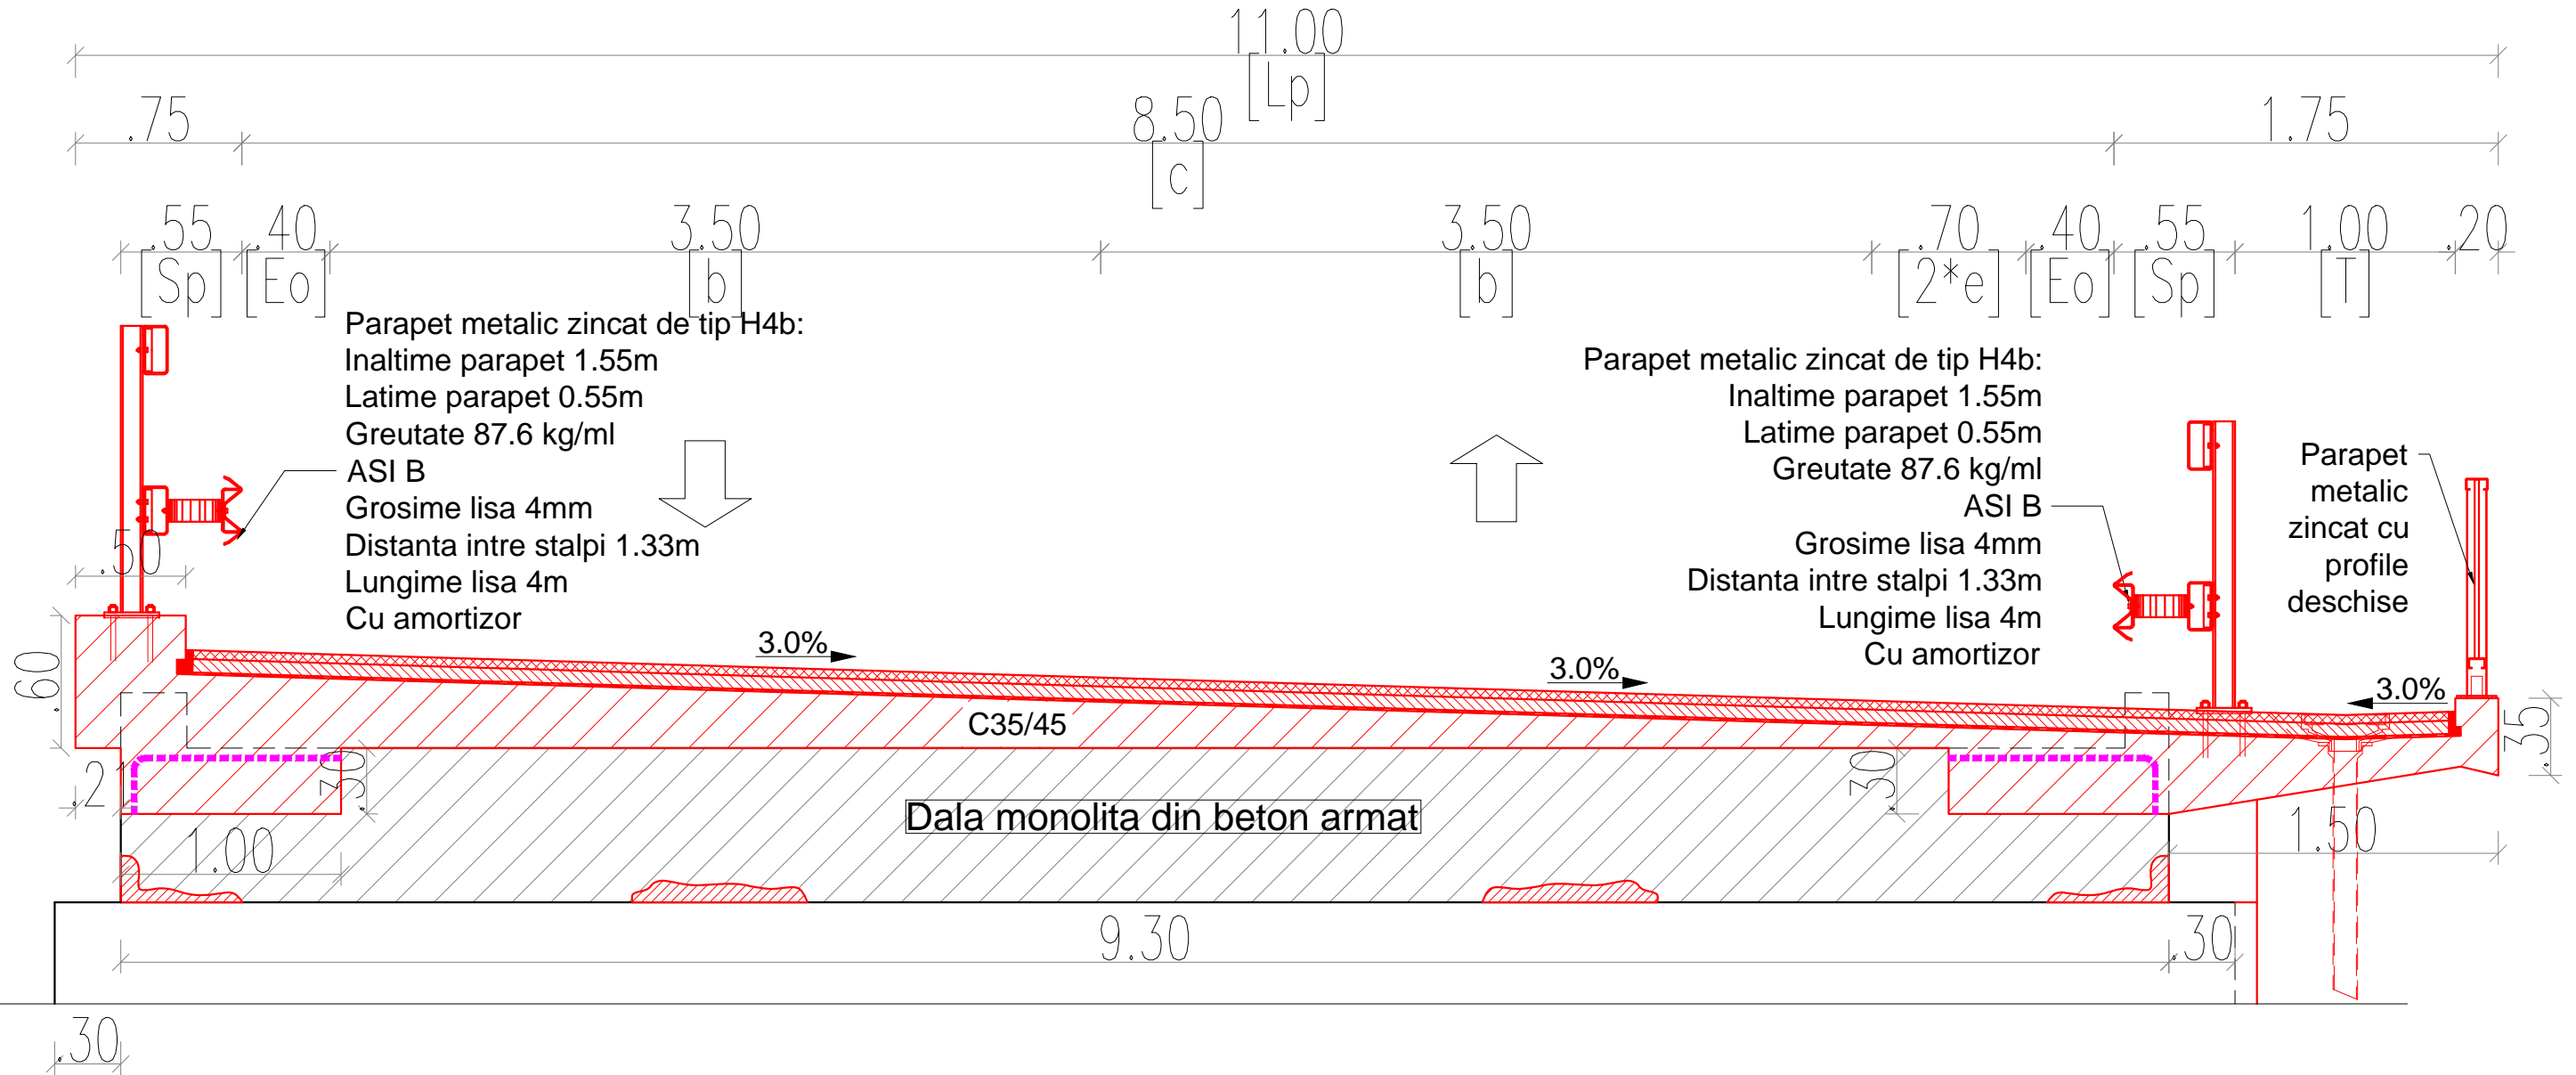 11.00
[Lp]
.75
8.50
[c]
1.75
.55
.40
3.50
3.50
.70
.40
.55
1.00
.20
[Sp]
[Eo]
[b]
[b]
[2*e]
[Eo]
[Sp]
[T]
Parapet metalic zincat de tip H4b:
Inaltime parapet 1.55m
Latime parapet 0.55m
Greutate 87.6 kg/ml
ASI B
Grosime lisa 4mm
Distanta intre stalpi 1.33m
Lungime lisa 4m
Cu amortizor
Parapet metalic zincat de tip H4b:
Inaltime parapet 1.55m
Latime parapet 0.55m
Greutate 87.6 kg/ml
ASI B
Grosime lisa 4mm
Distanta intre stalpi 1.33m
Lungime lisa 4m
Cu amortizor
Parapet
metalic
zincat cu
profile
deschise
.50
.60
3.0%
3.0%
3.0%
C35/45
.35
.30
.30
Dala monolita din beton armat
1.00
1.50
9.30
.30
.30